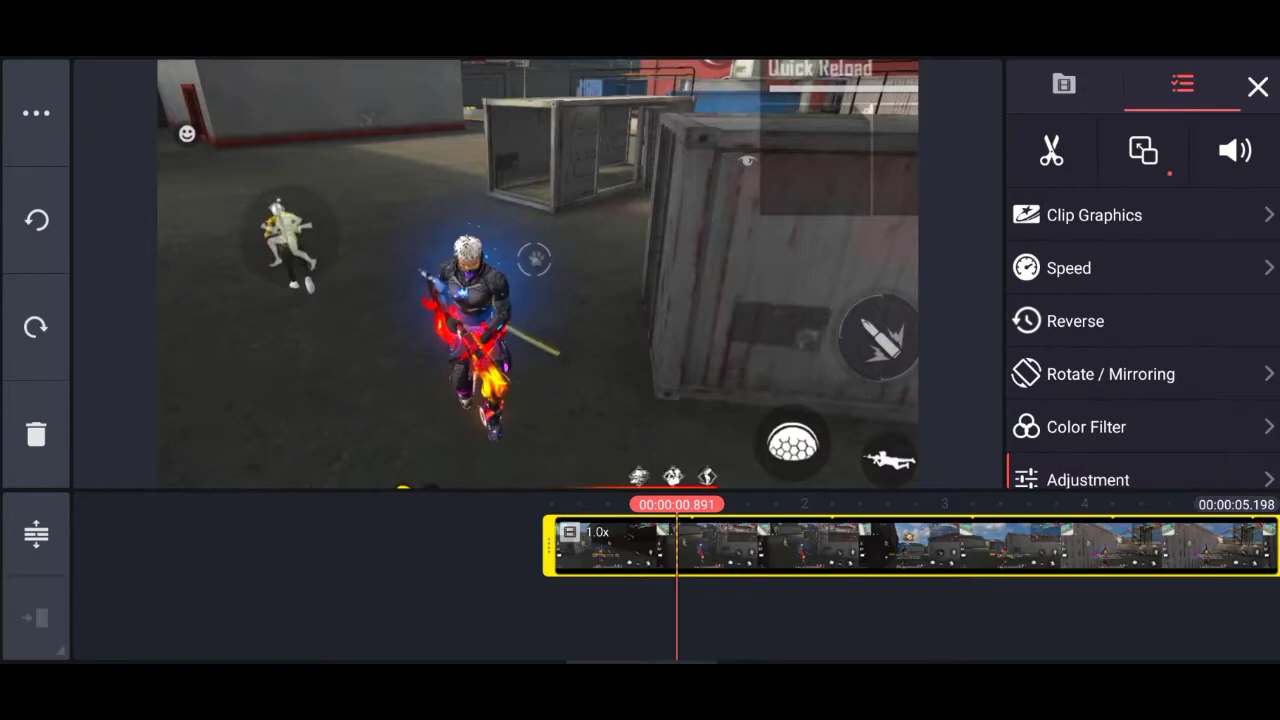 Quick Reload
Clip Graphics
Speed
Reverse
Rotate / Mirroring
Color Filter
Adjustment
00:00:00.891
2
3
4
00:00:05.198
1.0x